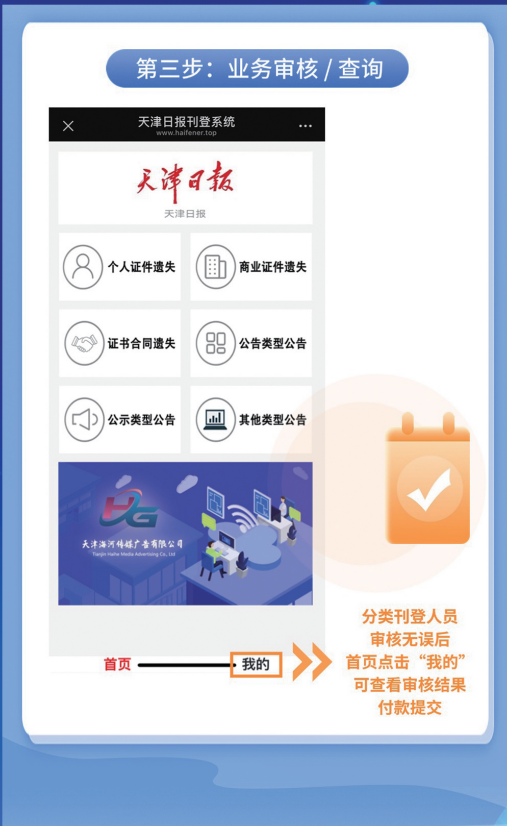 第三步：业务审核 / 查询
天津日报刊登系统
www.haifener.top
天津日报
天津日报
个人证件遗失
商业证件遗失
证书合同遗失
公告类型公告
公示类型公告
其他类型公告
HG
天津海河传媒广告有限公司
Tianjin Haihe Media Advertising Co., Ltd
首页
我的
分类刊登人员
审核无误后
首页点击“我的”
可查看审核结果
付款提交